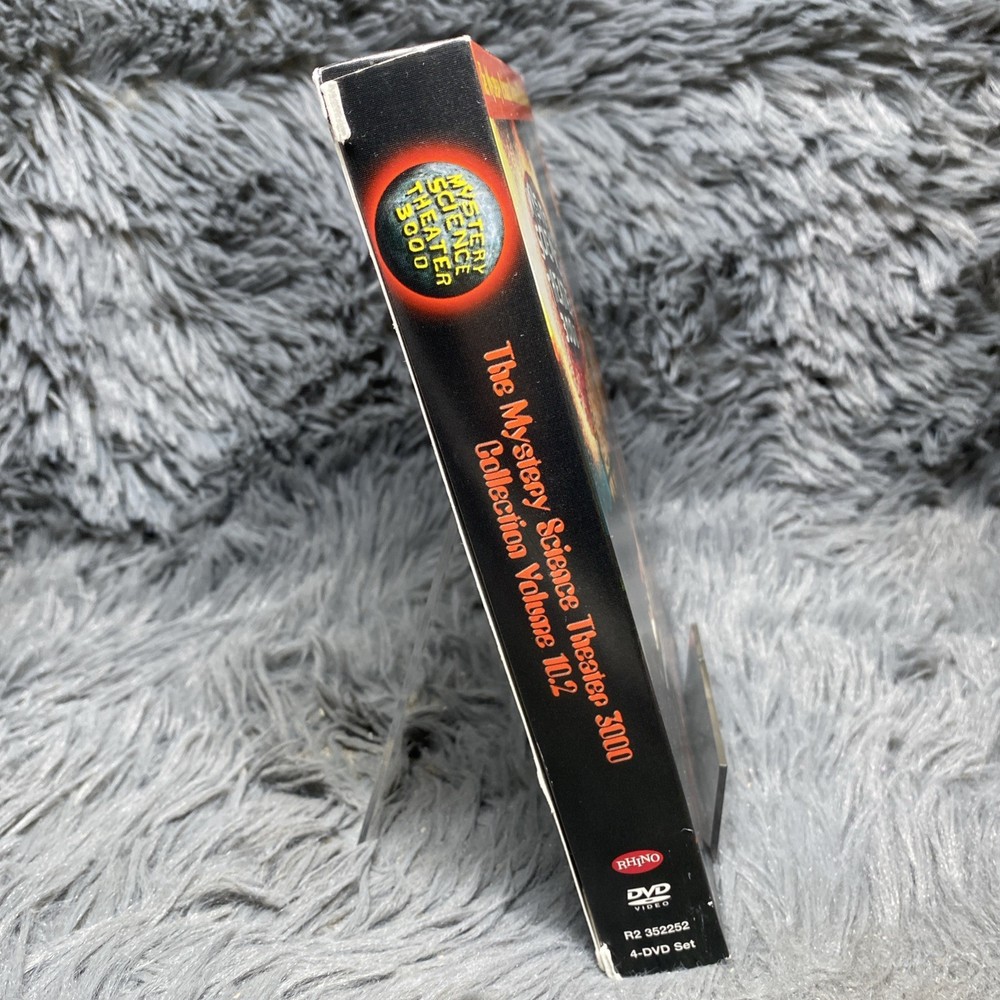 MYSTERY
SCIENCE
THEATER
3000
The Mystery Science Theater 3000
Collection Volume 10.2
RHINO
DVD
VIDEO
R2 352252
4-DVD Set